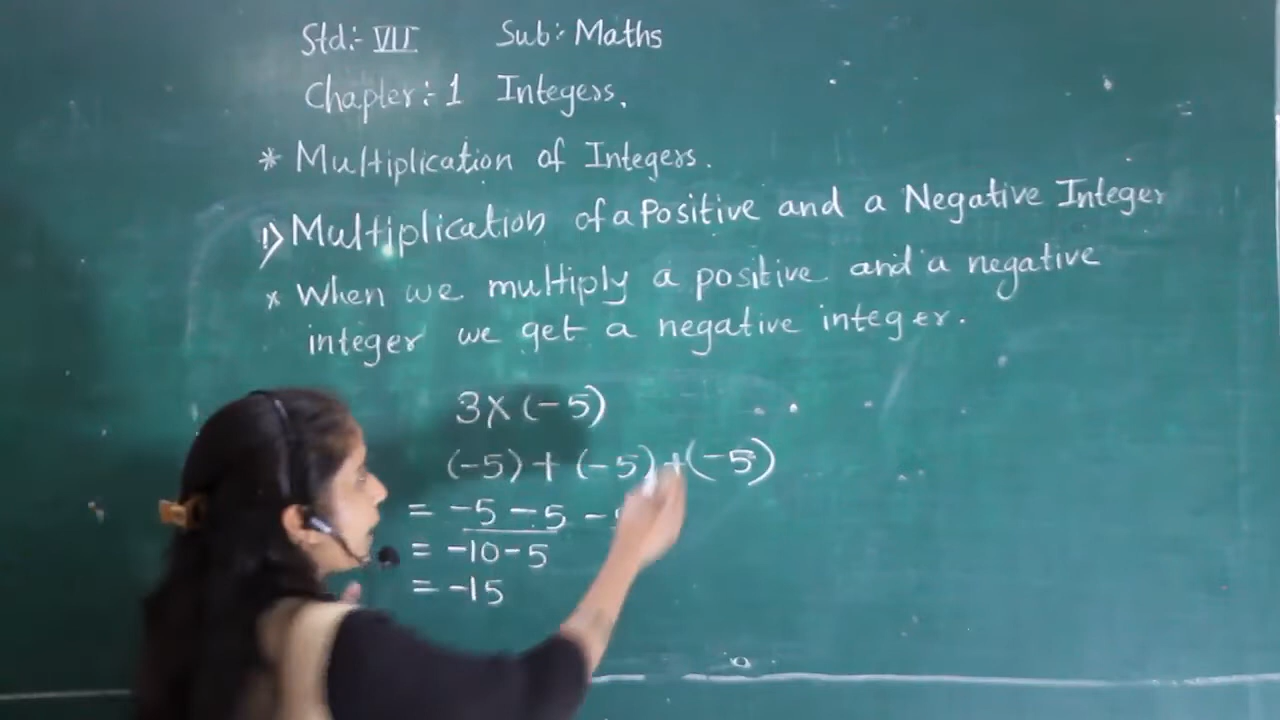 Std:- VII Sub:- Maths
Chapter:- 1 Integers.
* Multiplication of Integers.
1) Multiplication of a Positive and a Negative Integer
* When we multiply a positive and a negative
integer we get a negative integer.
3 x (-5)
(-5) + (-5) + (-5)
= -5 - 5 -
= -10 - 5
= -15